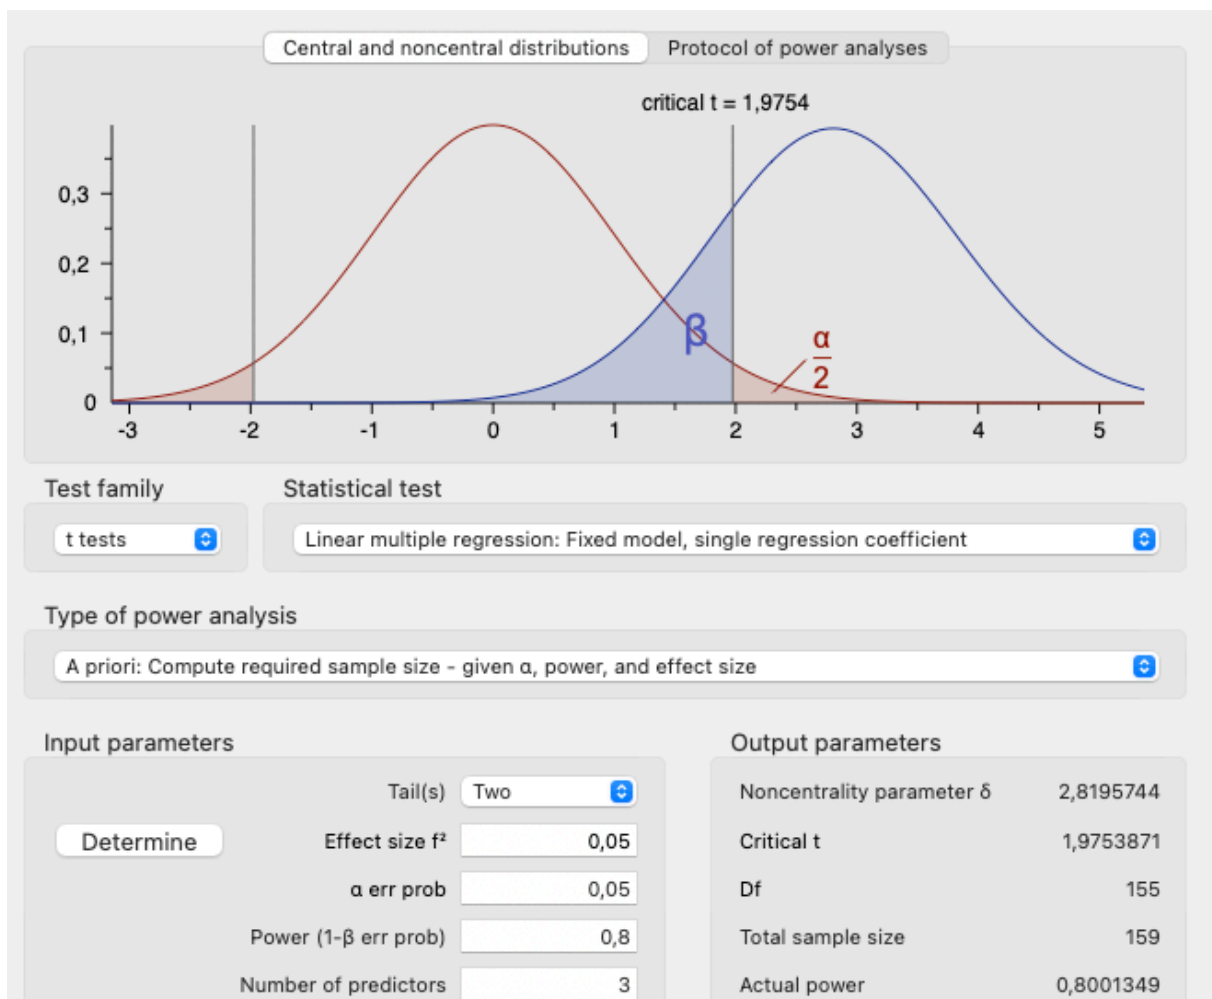 Central and noncentral distributions Protocol of power analyses
critical t = 1,9754
0,3
0,2
0,1
0
β
α
2
-3 -2 -1 0 1 2 3 4 5
Test family Statistical test
t tests Linear multiple regression: Fixed model, single regression coefficient
Type of power analysis
A priori: Compute required sample size - given α, power, and effect size
Input parameters Output parameters
Tail(s) Two Noncentrality parameter δ 2,8195744
Determine Effect size f² 0,05 Critical t 1,9753871
α err prob 0,05 Df 155
Power (1-β err prob) 0,8 Total sample size 159
Number of predictors 3 Actual power 0,8001349